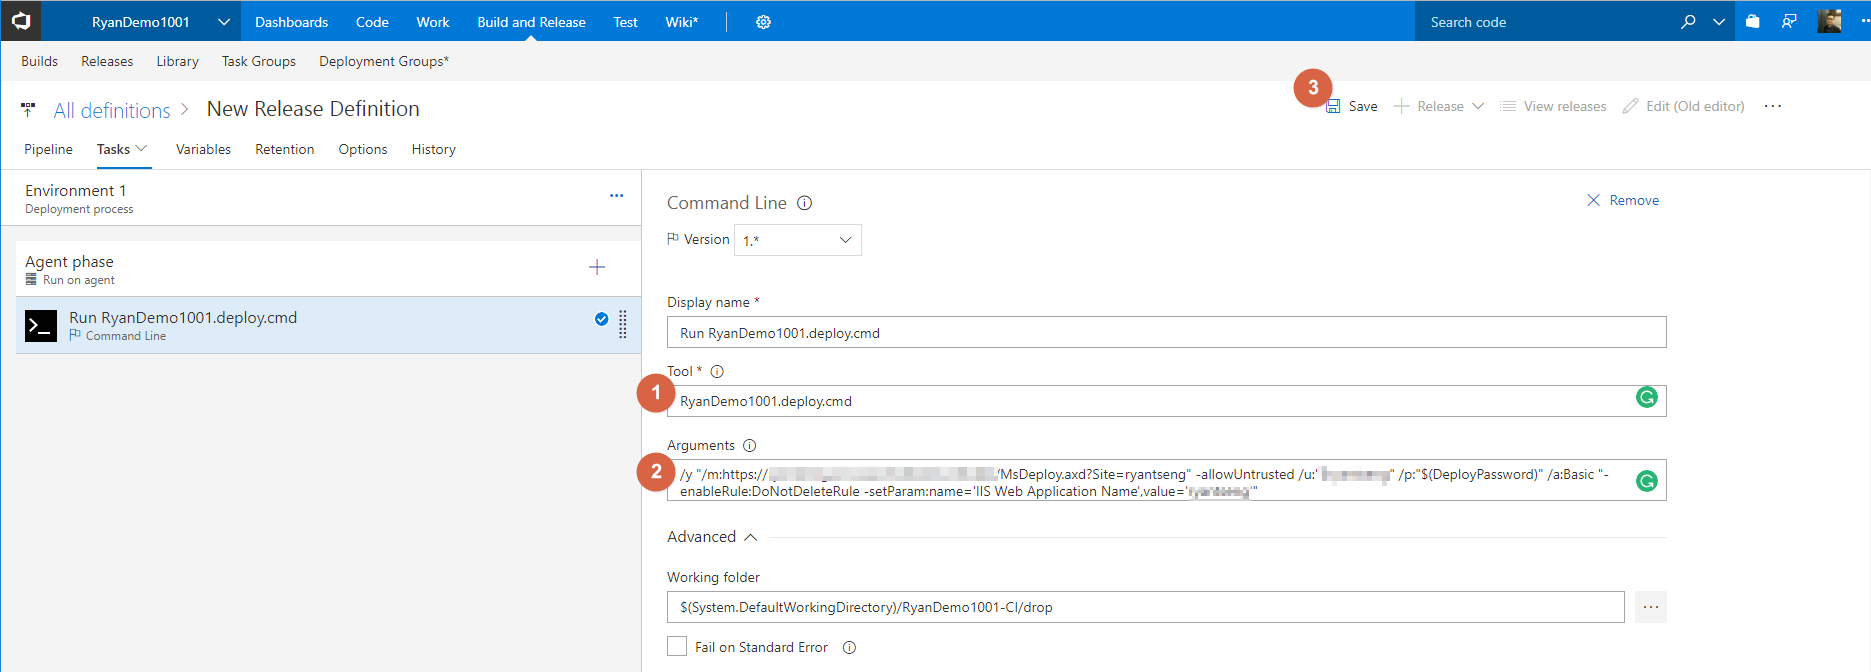 RyanDemo1001 Dashboards Code Work Build and Release Test Wiki* Search code
Builds Releases Library Task Groups Deployment Groups*
All definitions > New Release Definition
3 Save Release View releases Edit (Old editor) ...
Pipeline Tasks Variables Retention Options History
Environment 1 ...
Deployment process
Agent phase
Run on agent
Run RyanDemo1001.deploy.cmd
Command Line
Command Line
Remove
Version 1.*
Display name *
Run RyanDemo1001.deploy.cmd
Tool *
1 RyanDemo1001.deploy.cmd
Arguments
2 /y "/m:https:// /MsDeploy.axd?Site=ryantseng" -allowUntrusted /u:" " /p:"$(DeployPassword)" /a:Basic "-
enableRule:DoNotDeleteRule -setParam:name='IIS Web Application Name',value=' '"
Advanced
Working folder
$(System.DefaultWorkingDirectory)/RyanDemo1001-CI/drop ...
Fail on Standard Error